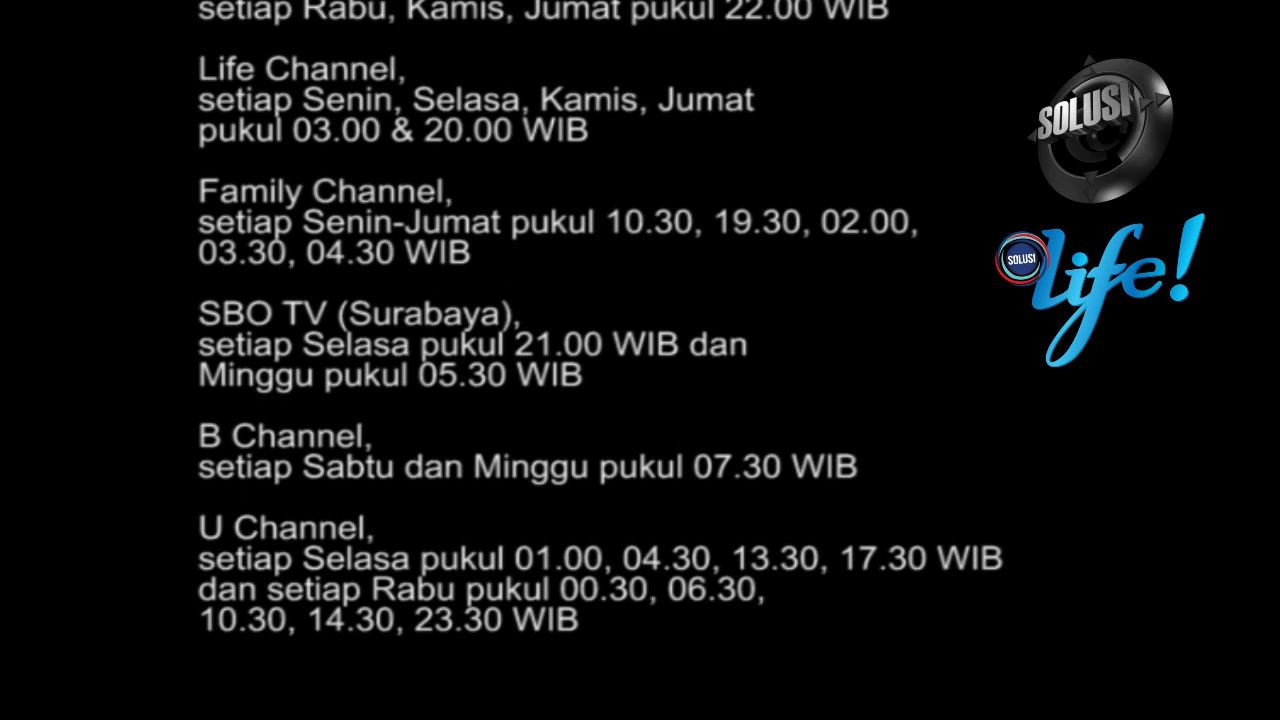 setiap Rabu, Kamis, Jumat pukul 22.00 WIB
Life Channel,
setiap Senin, Selasa, Kamis, Jumat
pukul 03.00 & 20.00 WIB
Family Channel,
setiap Senin-Jumat pukul 10.30, 19.30, 02.00,
03.30, 04.30 WIB
SBO TV (Surabaya),
setiap Selasa pukul 21.00 WIB dan
Minggu pukul 05.30 WIB
B Channel,
setiap Sabtu dan Minggu pukul 07.30 WIB
U Channel,
setiap Selasa pukul 01.00, 04.30, 13.30, 17.30 WIB
dan setiap Rabu pukul 00.30, 06.30,
10.30, 14.30, 23.30 WIB
SOLUSI
SOLUSI life!